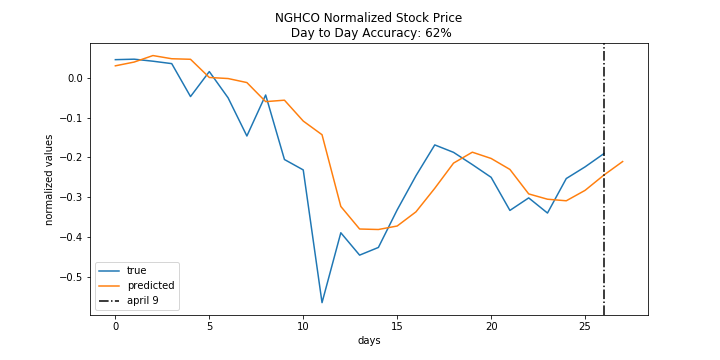 NGHCO Normalized Stock Price
Day to Day Accuracy: 62%
normalized values
0.0
−0.1
−0.2
−0.3
−0.4
−0.5
true
predicted
april 9
0
5
10
15
20
25
days